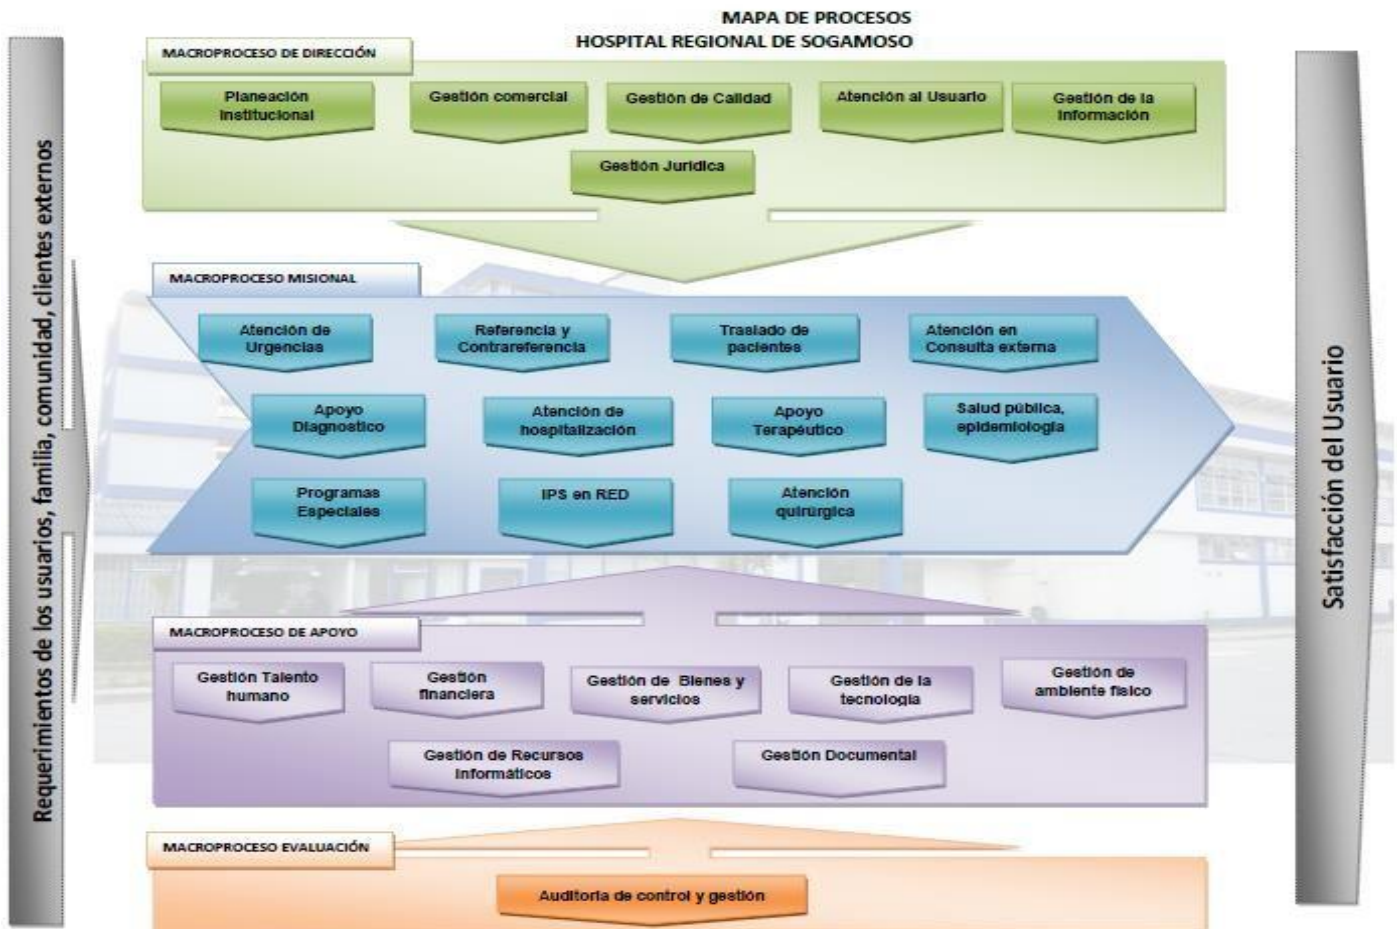 MAPA DE PROCESOS
HOSPITAL REGIONAL DE SOGAMOSO
Requerimientos de los usuarios, familia, comunidad, clientes externos
MACROPROCESO DE DIRECCIÓN
Planeación
Institucional
Gestión comercial
Gestión de Calidad
Atención al Usuario
Gestión de la
Información
Gestión Jurídica
MACROPROCESO MISIONAL
Atención de
Urgencias
Referencia y
Contrareferencia
Traslado de
pacientes
Atención en
Consulta externa
Apoyo
Diagnostico
Atención de
hospitalización
Apoyo
Terapéutico
Salud pública,
epidemiología
Programas
Especiales
IPS en RED
Atención
quirúrgica
MACROPROCESO DE APOYO
Gestión Talento
humano
Gestión
financiera
Gestión de Bienes y
servicios
Gestión de la
tecnología
Gestión de
ambiente físico
Gestión de Recursos
Informáticos
Gestión Documental
MACROPROCESO EVALUACIÓN
Auditoria de control y gestión
Satisfacción del Usuario